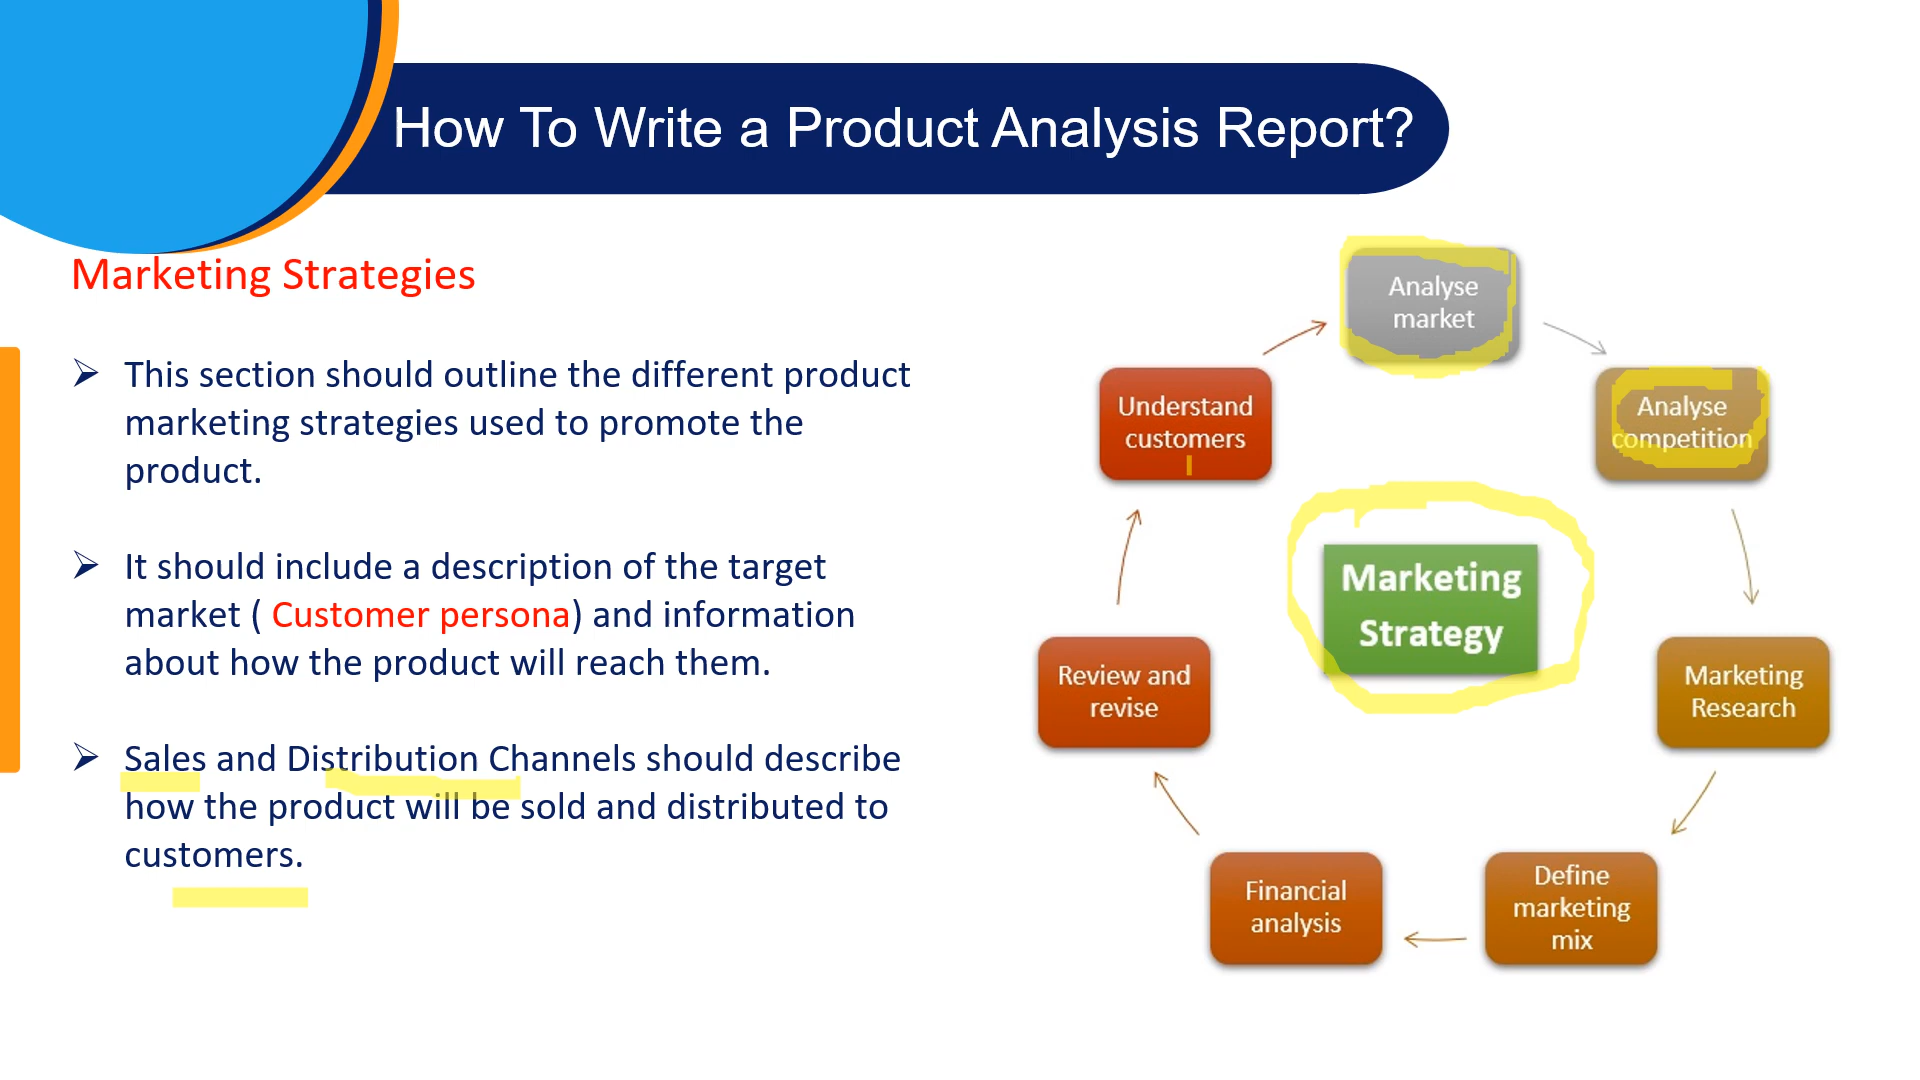 How To Write a Product Analysis Report?
Marketing Strategies
This section should outline the different product
marketing strategies used to promote the
product.
It should include a description of the target
market ( Customer persona) and information
about how the product will reach them.
Sales and Distribution Channels should describe
how the product will be sold and distributed to
customers.
Analyse
market
Analyse
competition
Marketing
Research
Define
marketing
mix
Financial
analysis
Review and
revise
Understand
customers
Marketing
Strategy